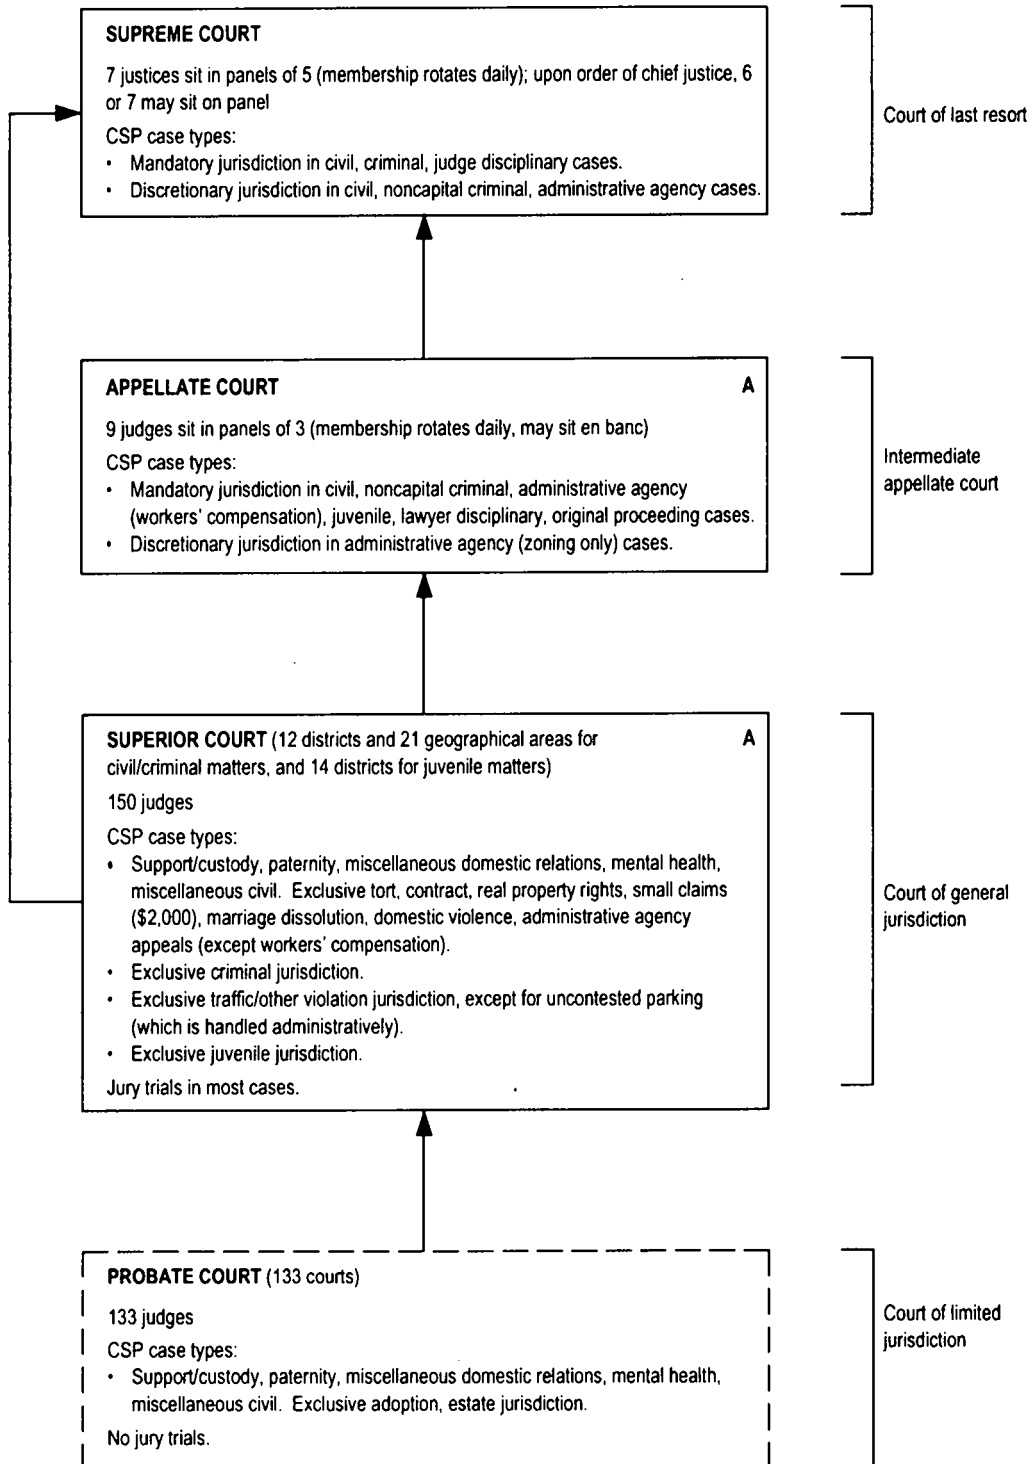 SUPREME COURT
7 justices sit in panels of 5 (membership rotates daily); upon order of chief justice, 6
or 7 may sit on panel
CSP case types:
• Mandatory jurisdiction in civil, criminal, judge disciplinary cases.
• Discretionary jurisdiction in civil, noncapital criminal, administrative agency cases.
Court of last resort
APPELLATE COURT A
9 judges sit in panels of 3 (membership rotates daily, may sit en banc)
CSP case types:
• Mandatory jurisdiction in civil, noncapital criminal, administrative agency
(workers' compensation), juvenile, lawyer disciplinary, original proceeding cases.
• Discretionary jurisdiction in administrative agency (zoning only) cases.
Intermediate
appellate court
SUPERIOR COURT (12 districts and 21 geographical areas for A
civil/criminal matters, and 14 districts for juvenile matters)
150 judges
CSP case types:
• Support/custody, paternity, miscellaneous domestic relations, mental health,
miscellaneous civil. Exclusive tort, contract, real property rights, small claims
($2,000), marriage dissolution, domestic violence, administrative agency
appeals (except workers' compensation).
• Exclusive criminal jurisdiction.
• Exclusive traffic/other violation jurisdiction, except for uncontested parking
(which is handled administratively).
• Exclusive juvenile jurisdiction.
Jury trials in most cases.
Court of general
jurisdiction
PROBATE COURT (133 courts)
133 judges
CSP case types:
• Support/custody, paternity, miscellaneous domestic relations, mental health,
miscellaneous civil. Exclusive adoption, estate jurisdiction.
No jury trials.
Court of limited
jurisdiction